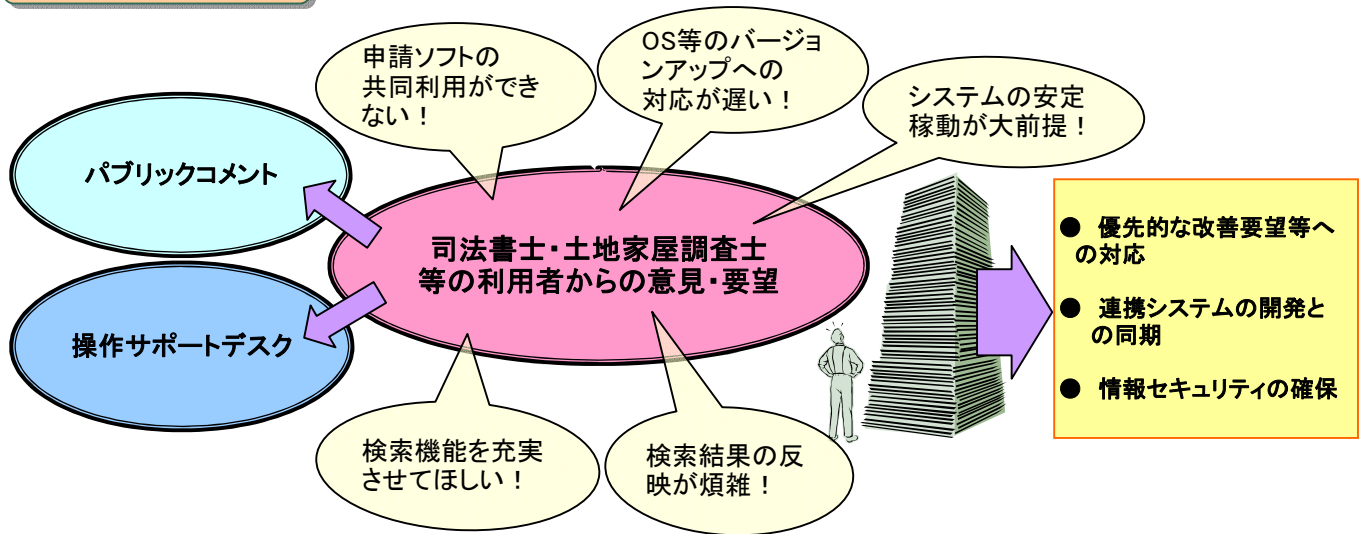 申請ソフトの
共同利用ができ
ない！
OS等のバージョ
ンアップへの
対応が遅い！
システムの安定
稼動が大前提！
パブリックコメント
司法書士・土地家屋調査士
等の利用者からの意見・要望
操作サポートデスク
検索機能を充実
させてほしい！
検索結果の反
映が煩雑！
● 優先的な改善要望等へ
の対応
● 連携システムの開発と
の同期
● 情報セキュリティの確保